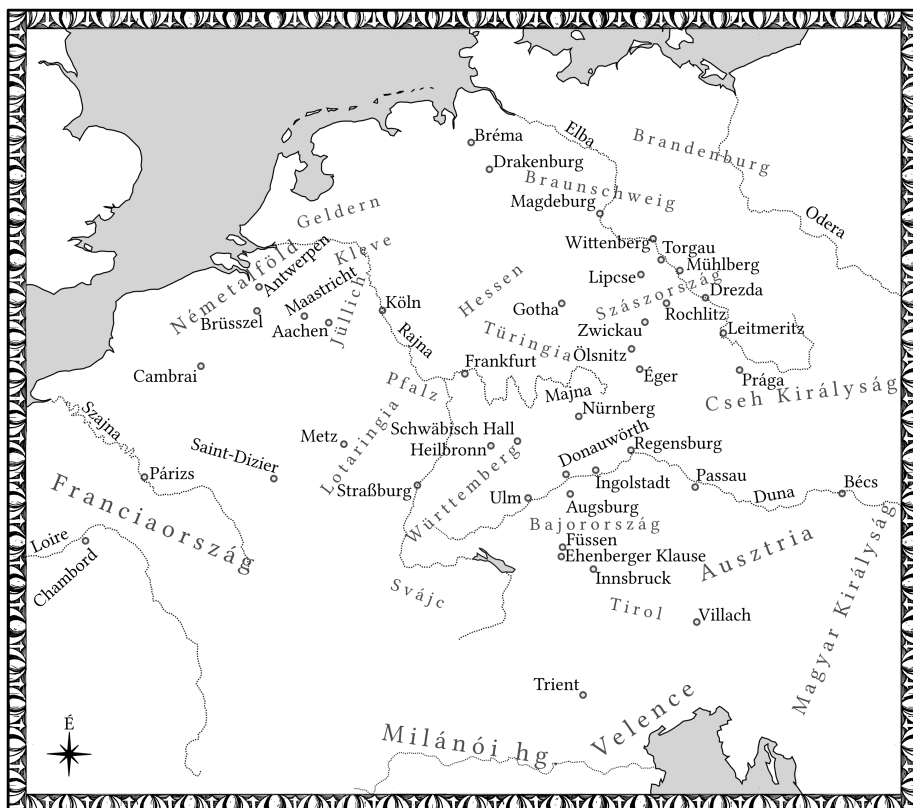 Bréma
Elba
Brandenburg
Drakenburg
Braunschweig
Magdeburg
Geldern
Odera
Németalföld
Antwerpen
Kleve
Wittenberg
Torgau
Mühlberg
Lipcse
Maastricht
Hessen
Szászország
Drezda
Brüsszel
Aachen
Jüllich
Köln
Gotha
Rochlitz
Rajna
Türingia
Zwickau
Leitmeritz
Ölsnitz
Frankfurt
Cambrai
Éger
Prága
Pfalz
Majna
Cseh Királyság
Szajna
Nürnberg
Lotaringia
Schwäbisch Hall
Metz
Heilbronn
Donauwörth
Regensburg
Saint-Dizier
Párizs
Straßburg
Württemberg
Ulm
Ingolstadt
Passau
Duna
Bécs
Augsburg
Franciaország
Bajorország
Loire
Füssen
Ehenberger Klause
Ausztria
Chambord
Innsbruck
Svájc
Tirol
Villach
Magyar Királyság
Trient
Velence
É
Milánói hg.